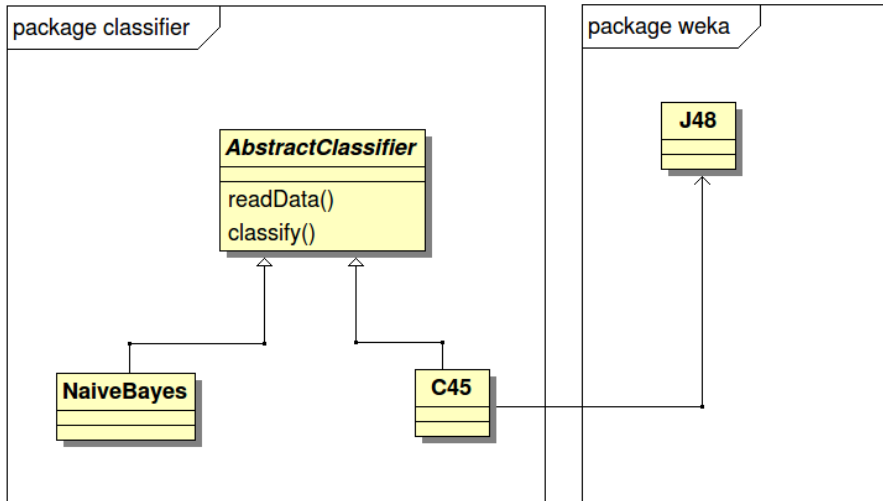 package classifier
package weka
J48
AbstractClassifier
readData()
classify()
NaiveBayes
C45